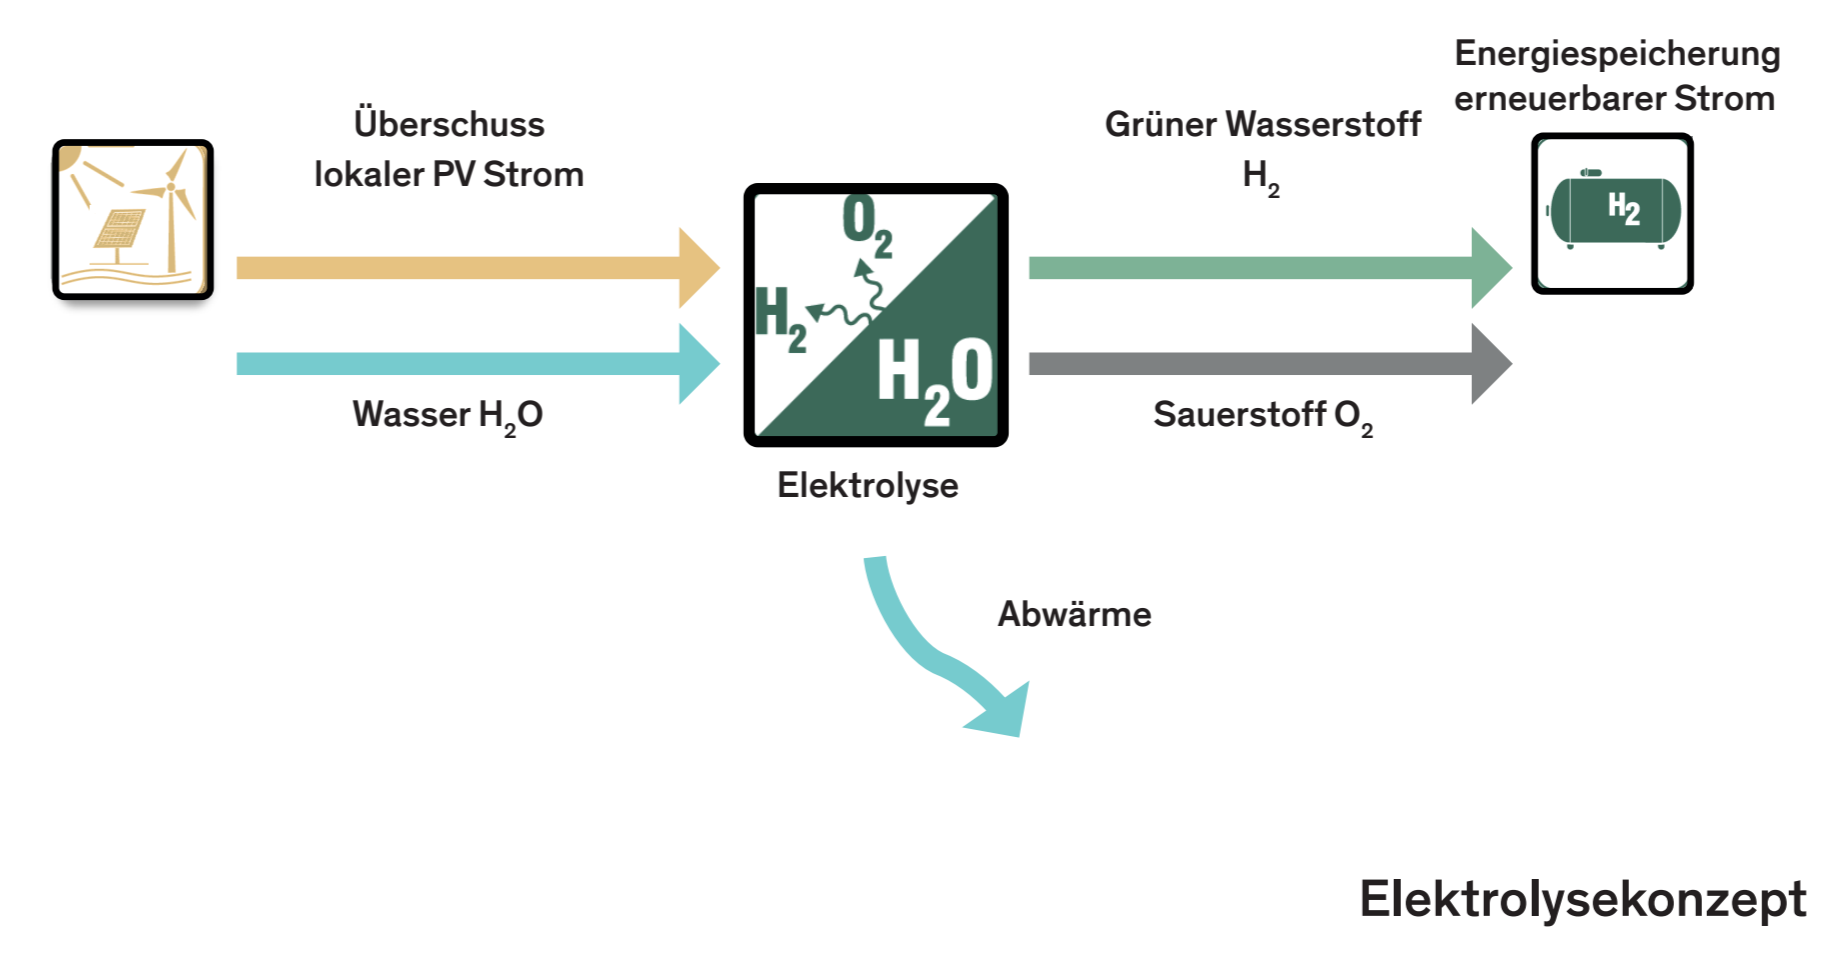 Energiespeicherung
erneuerbarer Strom
Überschuss
lokaler PV Strom
Grüner Wasserstoff
H₂
O₂
H₂
H₂O
H₂
Wasser H₂O
Sauerstoff O₂
Elektrolyse
Abwärme
Elektrolysekonzept